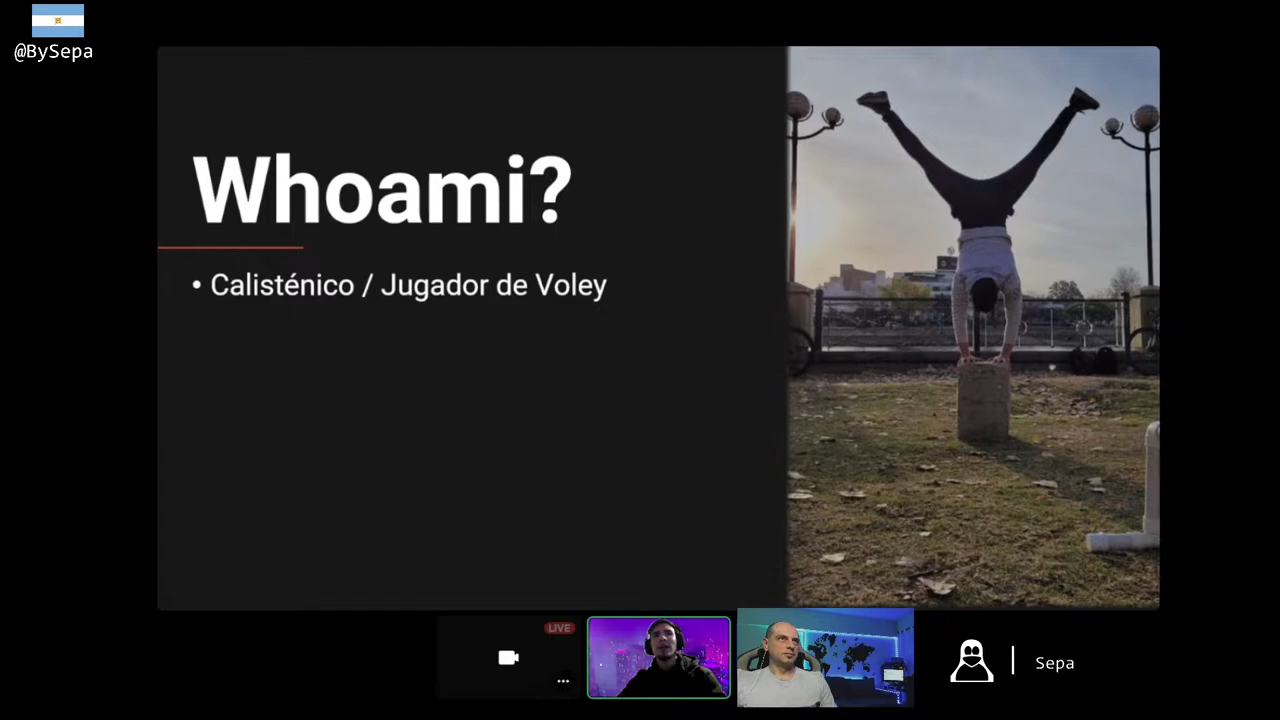 @BySepa
Whoami?
• Calisténico / Jugador de Voley
LIVE
Sepa